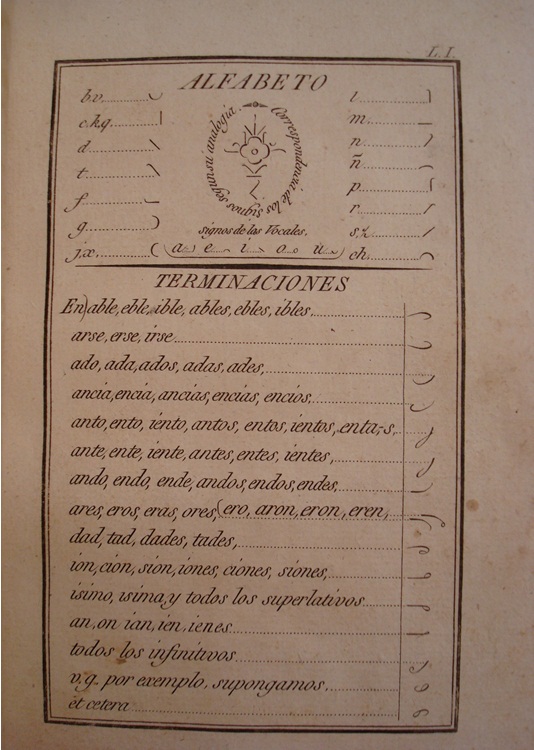 L. I.
ALFABETO
b.v.
c.k.q.
d
t.
f
g.
j.x.
Correspondencia de los signos segun su analogia.
signos de las Vocales.
a e i o u
l
m
n
ñ
p
r
s.z.
ch.
TERMINACIONES
En able, eble, ible, ables, ebles, ibles,
arse, erse, irse
ado, ada, ados, adas, ades,
ancia, encia, ancias, encias, encios,
anto, ento, iento, antos, entos, ientos, enta,-s,
ante, ente, iente, antes, entes, ientes,
ando, endo, ende, andos, endos, endes,
ares, eros, eras, ores, (ero, aron, eron, eren,
dad, tad, dades, tades,
ion, cion, sion, iones, ciones, siones,
isimo, isima, y todos los superlativos
an, on ian, ien, ienes
todos los infinitivos
v.g. por exemplo, supongamos,
et cetera